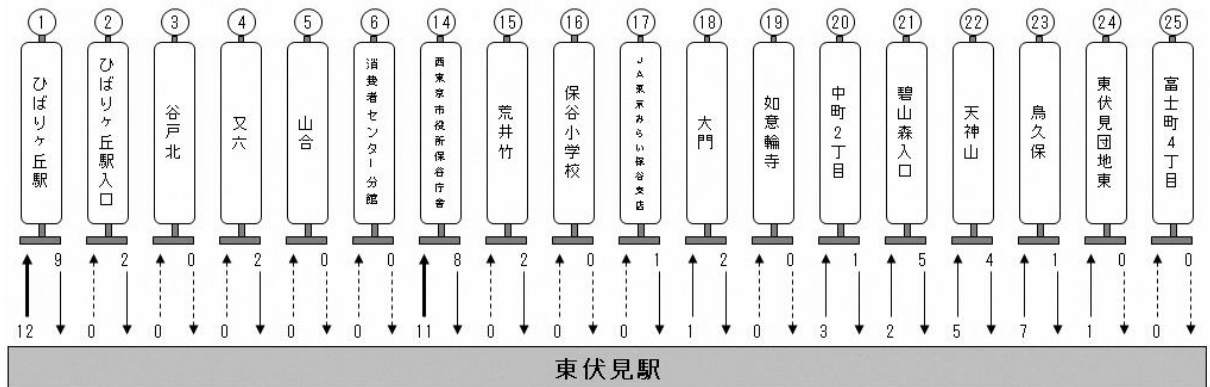 1 2 3 4 5 6 14 15 16 17 18 19 20 21 22 23 24 25
ひばりヶ丘駅
ひばりヶ丘駅入口
谷戸北
又六
山合
消費者センター分館
西東京市役所保谷庁舎
荒井竹
保谷小学校
JA東京みらい保谷支店
大門
如意輪寺
中町2丁目
碧山森入口
天神山
鳥久保
東伏見団地東
富士町4丁目
9 2 0 2 0 0 8 2 0 1 2 0 1 5 4 1 0 0
12 0 0 0 0 0 11 0 0 0 1 0 3 2 5 7 1 0
東伏見駅